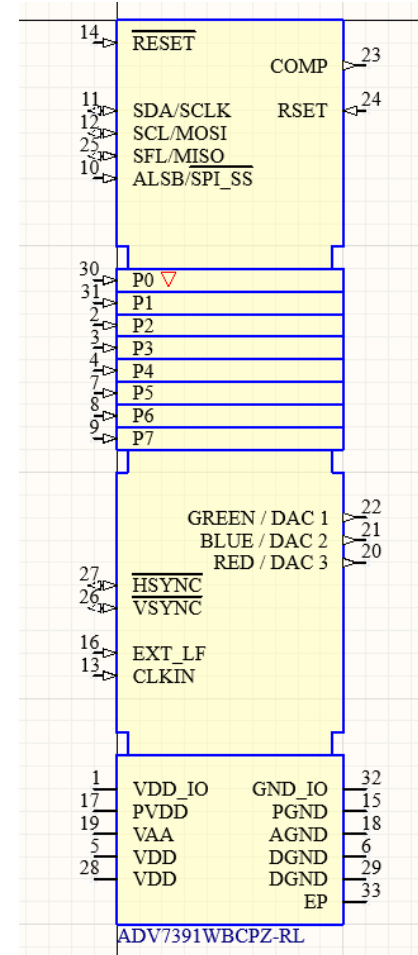 14 RESET
COMP 23
11 SDA/SCLK RSET 24
12 SCL/MOSI
25 SFL/MISO
10 ALSB/SPI_SS
30 P0
31 P1
2 P2
3 P3
4 P4
7 P5
8 P6
9 P7
GREEN / DAC 1 22
BLUE / DAC 2 21
RED / DAC 3 20
27 HSYNC
26 VSYNC
16 EXT_LF
13 CLKIN
1 VDD_IO GND_IO 32
17 PVDD PGND 15
19 VAA AGND 18
5 VDD DGND 6
28 VDD DGND 29
EP 33
ADV7391WBCPZ-RL